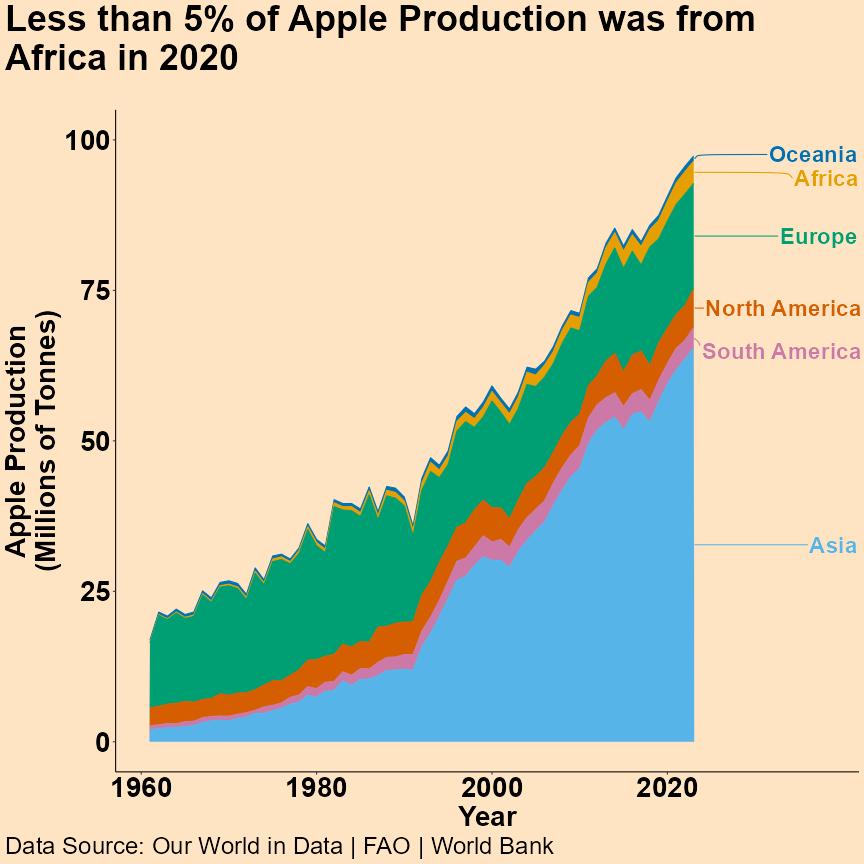 Less than 5% of Apple Production was from
Africa in 2020
100
75
50
25
0
Apple Production
(Millions of Tonnes)
Oceania
Africa
Europe
North America
South America
Asia
1960
1980
2000
2020
Year
Data Source: Our World in Data | FAO | World Bank